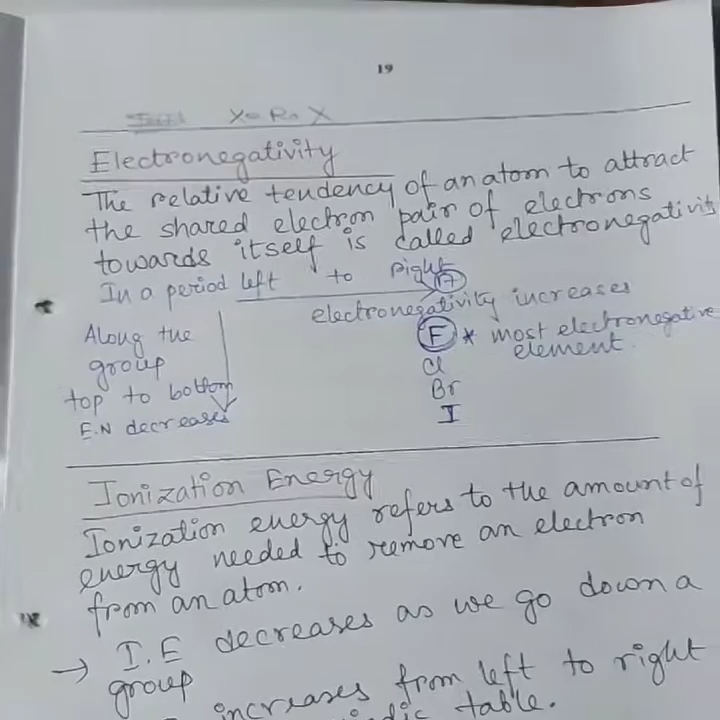 19
Xe Rn X
Electronegativity
The relative tendency of an atom to attract
the shared electron pair of electrons
towards itself is called electronegativity
In a period left to right
17
electronegativity increases
Along the
group
top to bottom
E.N decreases
F * most electronegative
element.
Cl
Br
I
Ionization Energy
Ionization energy refers to the amount of
energy needed to remove an electron
from an atom.
→ I.E decreases as we go down a
group
increases from left to right
table.